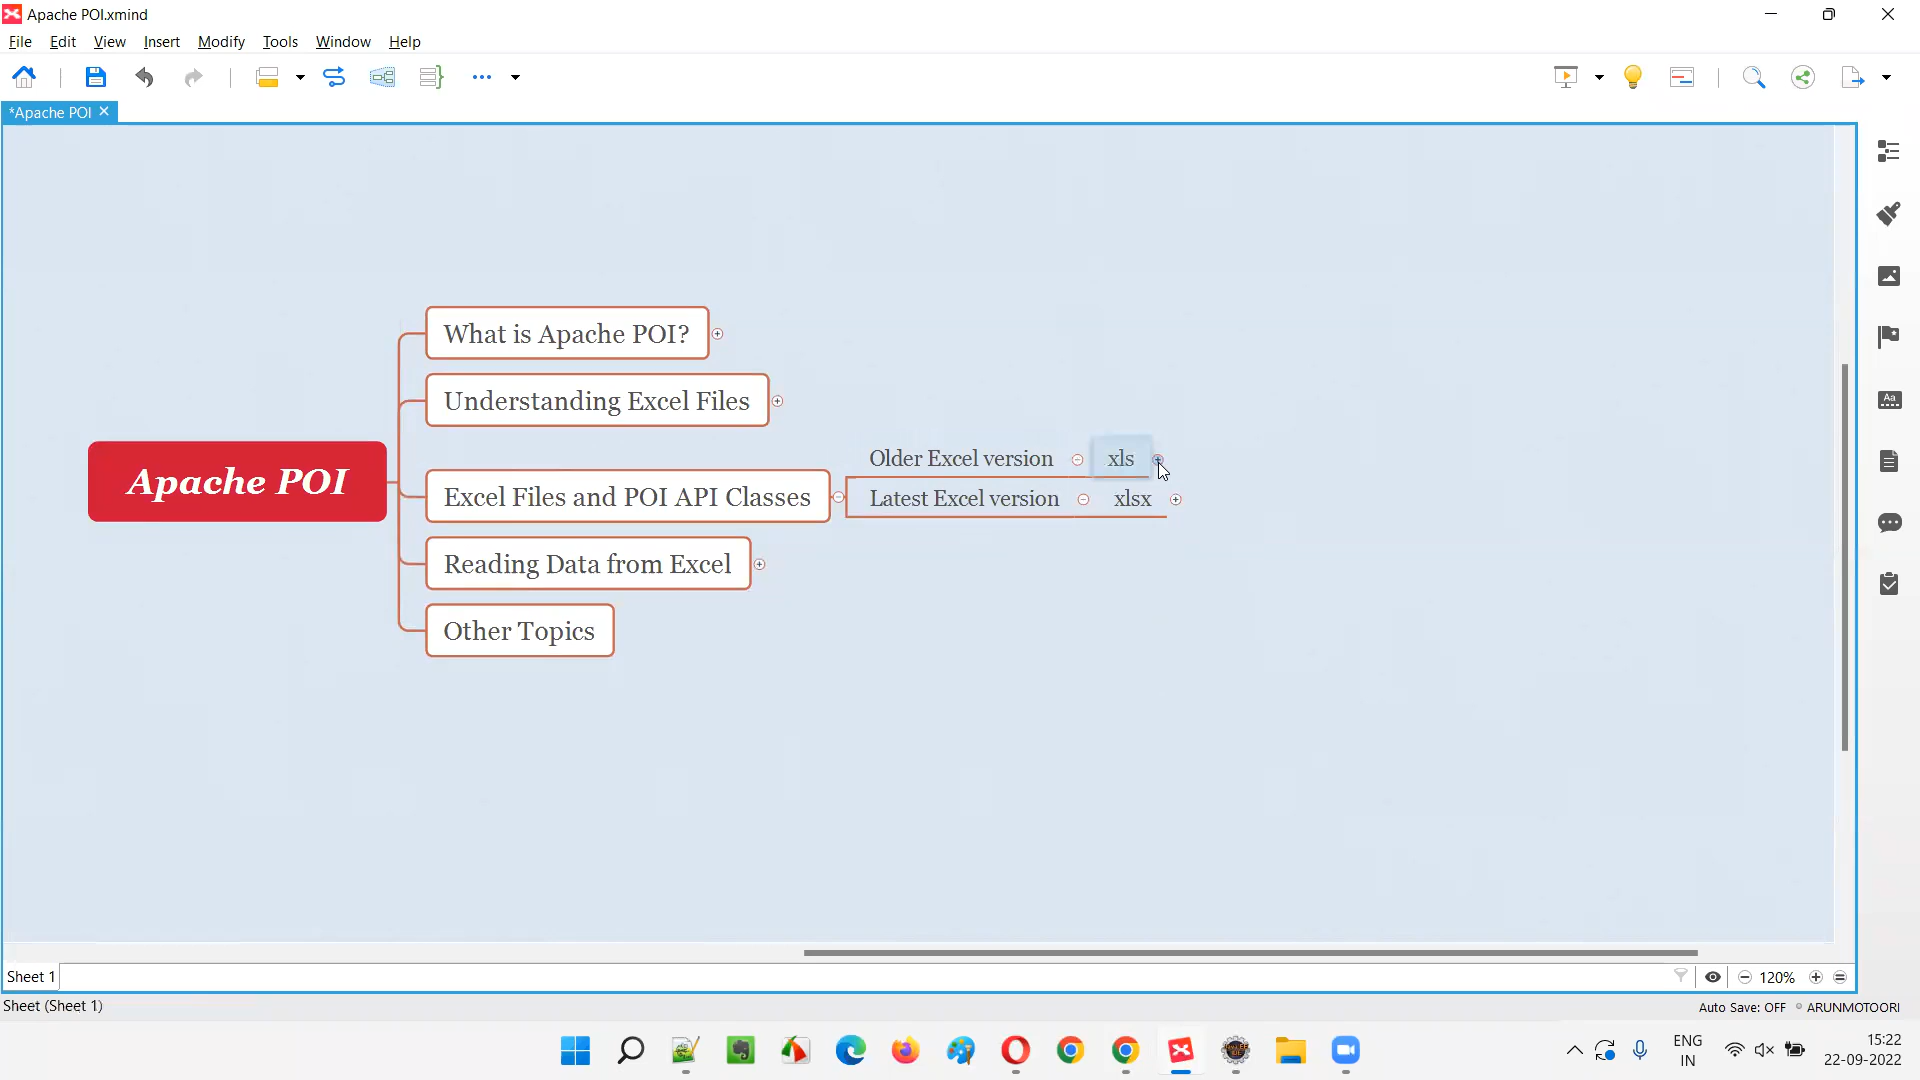 Apache POI.xmind
File Edit View Insert Modify Tools Window Help
*Apache POI
What is Apache POI?
Understanding Excel Files
Apache POI
Excel Files and POI API Classes
Older Excel version
xls
Latest Excel version
xlsx
Reading Data from Excel
Other Topics
Aa
Sheet 1
120%
Sheet (Sheet 1)
Auto Save: OFF
ARUNMOTOORI
ENG
IN
15:22
22-09-2022